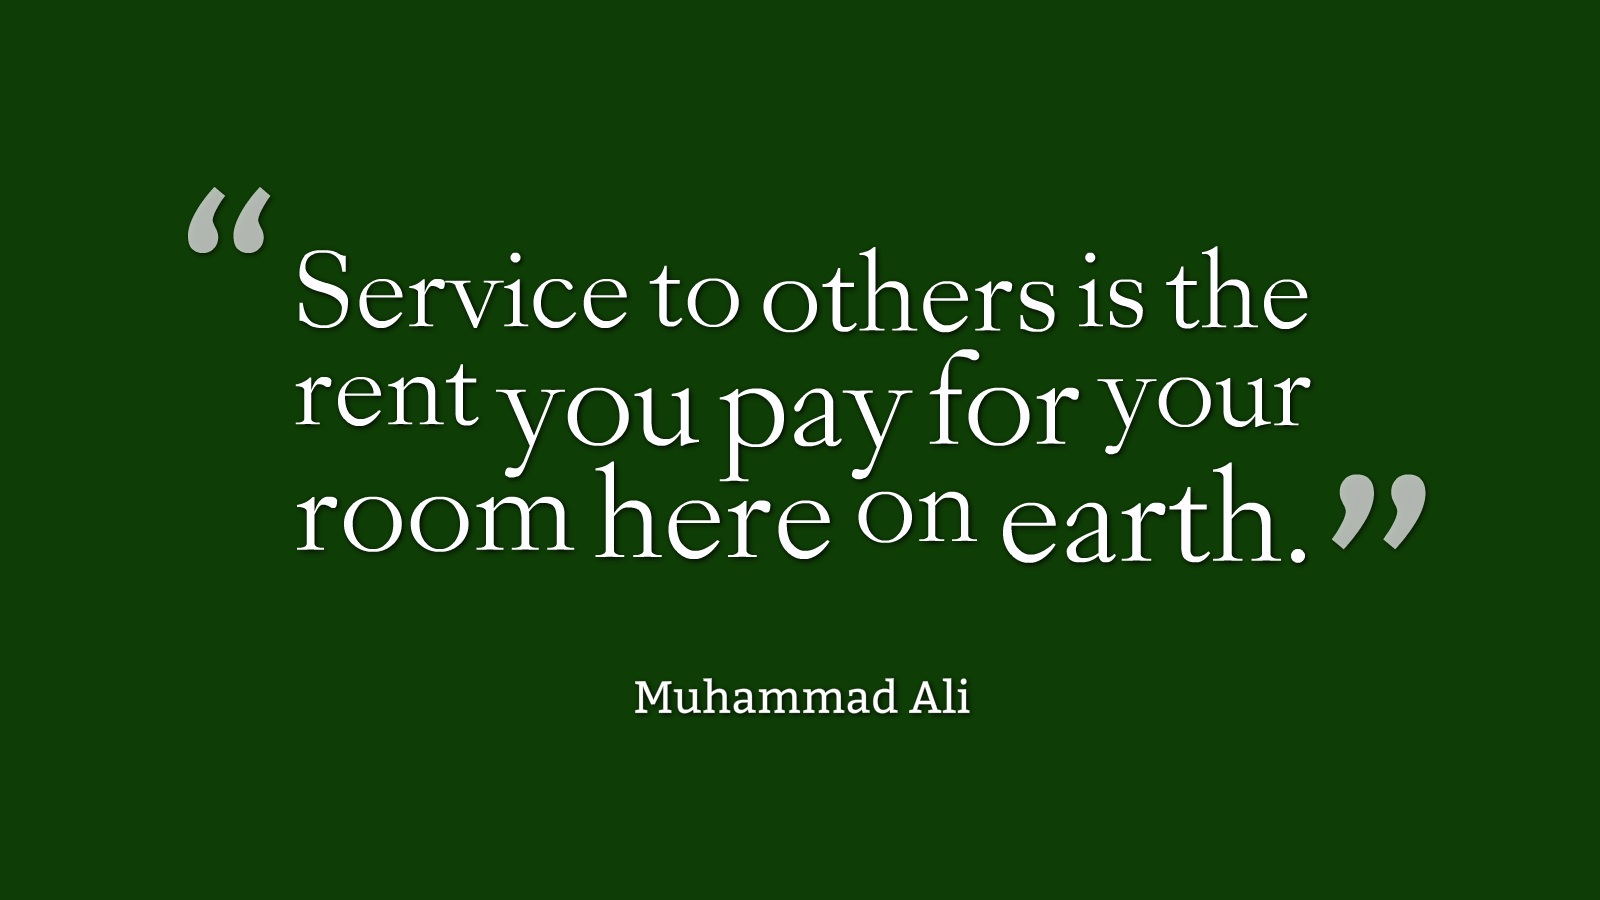 “Service to others is the
rent you pay for your
room here on earth.”
Muhammad Ali